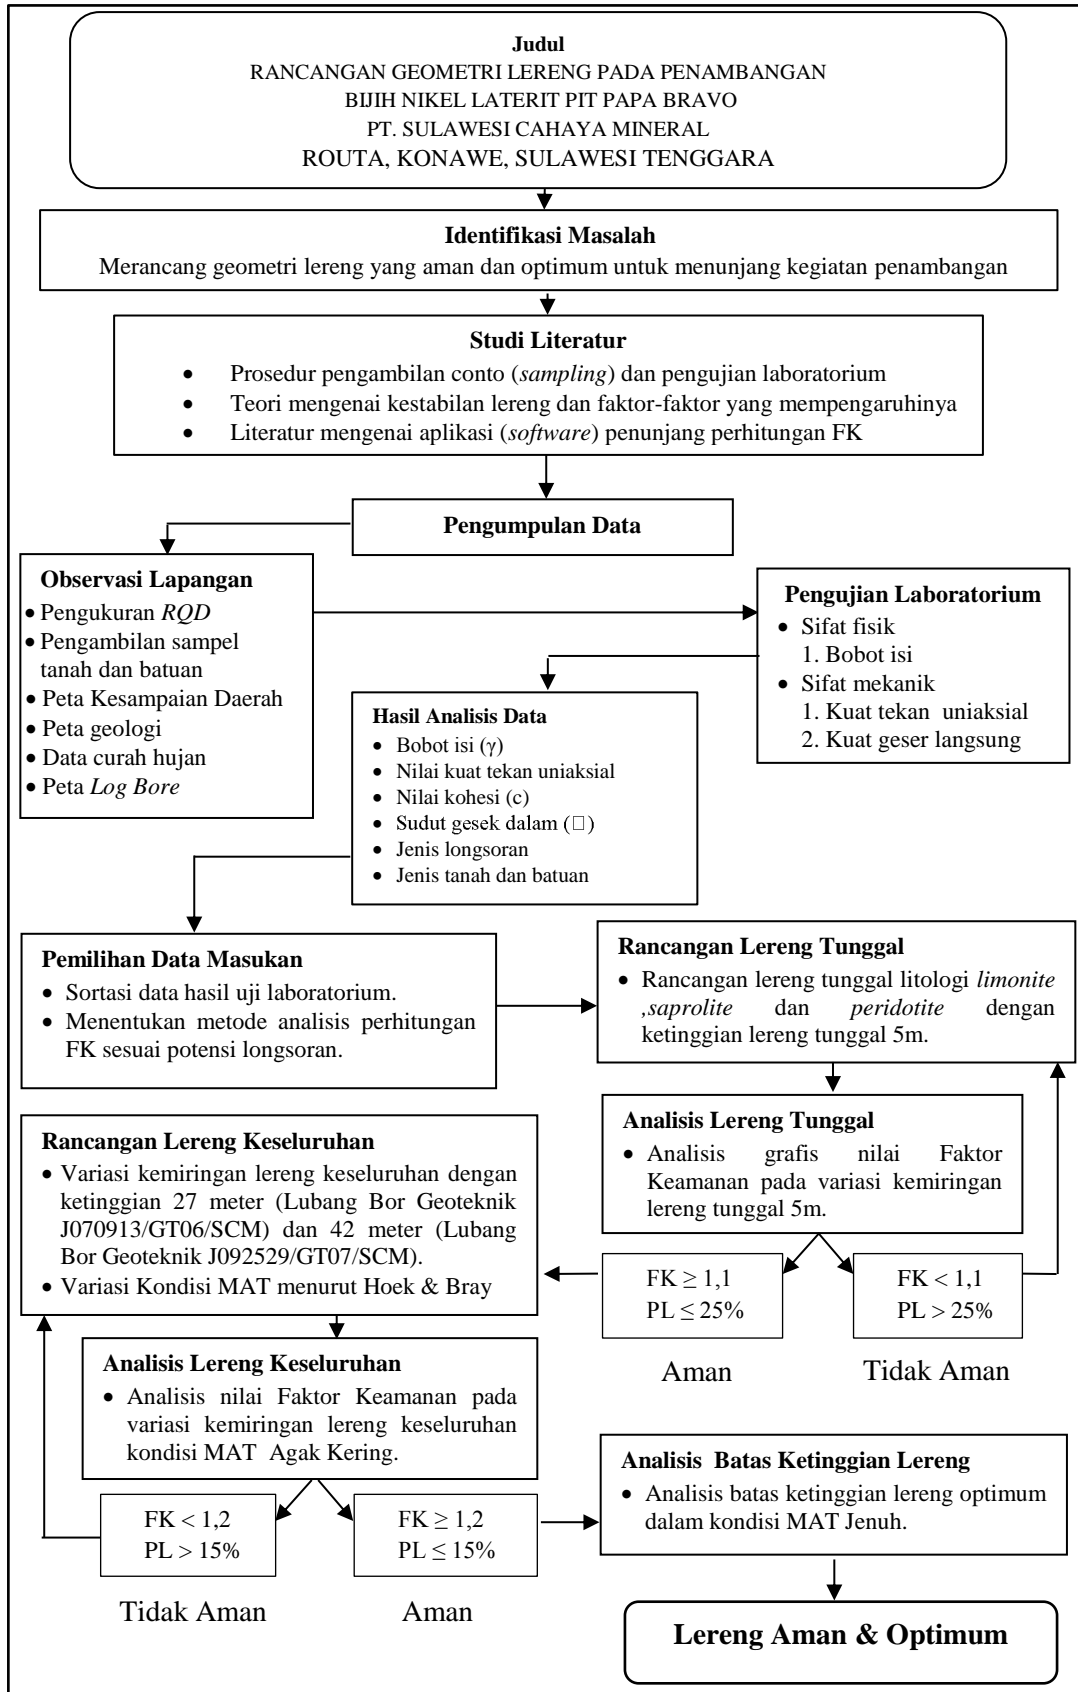 Judul
RANCANGAN GEOMETRI LERENG PADA PENAMBANGAN
BIJIH NIKEL LATERIT PIT PAPA BRAVO
PT. SULAWESI CAHAYA MINERAL
ROUTA, KONAWE, SULAWESI TENGGARA
Identifikasi Masalah
Merancang geometri lereng yang aman dan optimum untuk menunjang kegiatan penambangan
Studi Literatur
• Prosedur pengambilan conto (sampling) dan pengujian laboratorium
• Teori mengenai kestabilan lereng dan faktor-faktor yang mempengaruhinya
• Literatur mengenai aplikasi (software) penunjang perhitungan FK
Pengumpulan Data
Observasi Lapangan
• Pengukuran RQD
• Pengambilan sampel
tanah dan batuan
• Peta Kesampaian Daerah
• Peta geologi
• Data curah hujan
• Peta Log Bore
Pengujian Laboratorium
• Sifat fisik
1. Bobot isi
• Sifat mekanik
1. Kuat tekan uniaksial
2. Kuat geser langsung
Hasil Analisis Data
• Bobot isi (γ)
• Nilai kuat tekan uniaksial
• Nilai kohesi (c)
• Sudut gesek dalam (□)
• Jenis longsoran
• Jenis tanah dan batuan
Pemilihan Data Masukan
• Sortasi data hasil uji laboratorium.
• Menentukan metode analisis perhitungan
FK sesuai potensi longsoran.
Rancangan Lereng Tunggal
• Rancangan lereng tunggal litologi limonite
,saprolite dan peridotite dengan
ketinggian lereng tunggal 5m.
Analisis Lereng Tunggal
• Analisis grafis nilai Faktor
Keamanan pada variasi kemiringan
lereng tunggal 5m.
FK ≥ 1,1
PL ≤ 25%
Aman
FK < 1,1
PL > 25%
Tidak Aman
Rancangan Lereng Keseluruhan
• Variasi kemiringan lereng keseluruhan dengan
ketinggian 27 meter (Lubang Bor Geoteknik
J070913/GT06/SCM) dan 42 meter (Lubang
Bor Geoteknik J092529/GT07/SCM).
• Variasi Kondisi MAT menurut Hoek & Bray
Analisis Lereng Keseluruhan
• Analisis nilai Faktor Keamanan pada
variasi kemiringan lereng keseluruhan
kondisi MAT Agak Kering.
FK < 1,2
PL > 15%
Tidak Aman
FK ≥ 1,2
PL ≤ 15%
Aman
Analisis Batas Ketinggian Lereng
• Analisis batas ketinggian lereng optimum
dalam kondisi MAT Jenuh.
Lereng Aman & Optimum